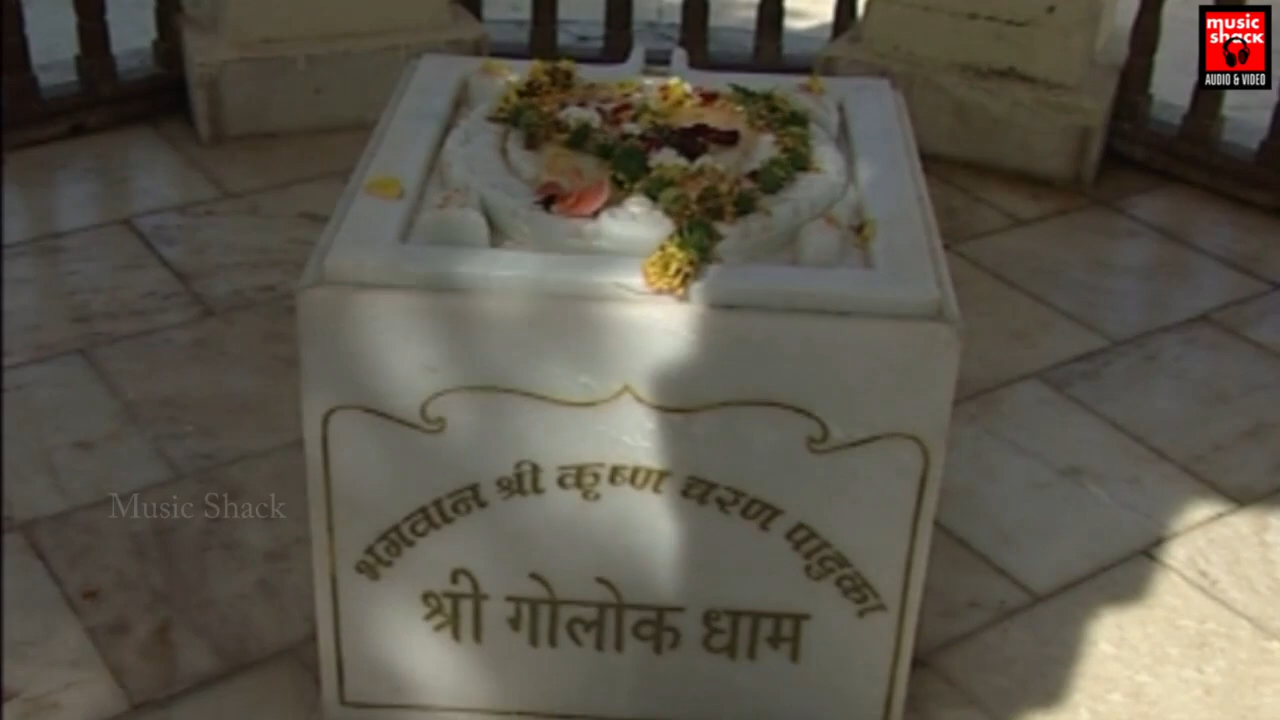 music
shack
AUDIO & VIDEO
भगवान श्री कृष्ण चरण पादुका
Music Shack
श्री गोलोक धाम